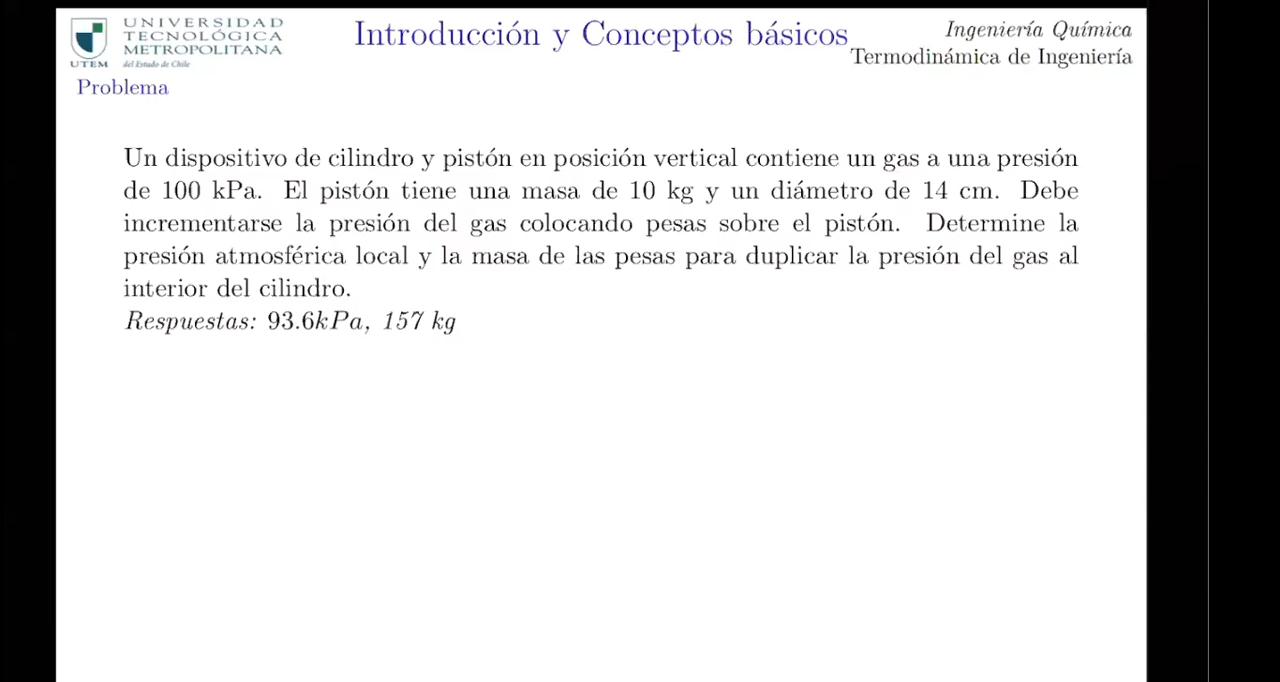 UNIVERSIDAD
TECNOLÓGICA
METROPOLITANA
UTEM
del Estado de Chile
Introducción y Conceptos básicos
Ingeniería Química
Termodinámica de Ingeniería
Problema
Un dispositivo de cilindro y pistón en posición vertical contiene un gas a una presión
de 100 kPa. El pistón tiene una masa de 10 kg y un diámetro de 14 cm. Debe
incrementarse la presión del gas colocando pesas sobre el pistón. Determine la
presión atmosférica local y la masa de las pesas para duplicar la presión del gas al
interior del cilindro.
Respuestas: 93.6kPa, 157 kg